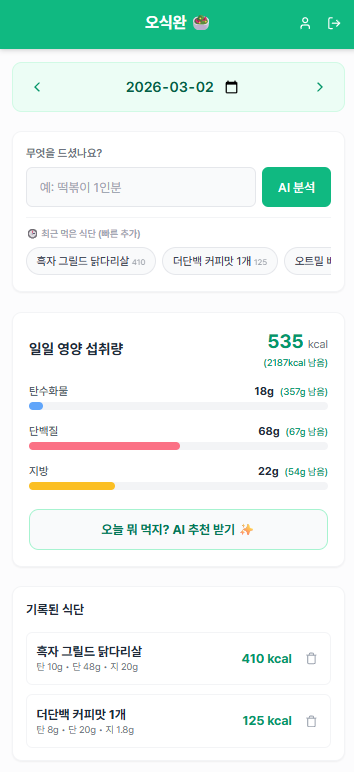 오식완 🥗
2026-03-02
무엇을 드셨나요?
예: 떡볶이 1인분
AI 분석
🕒 최근 먹은 식단 (빠른 추가)
흑자 그릴드 닭다리살 410
더단백 커피맛 1개 125
오트밀
일일 영양 섭취량
535 kcal
(2187kcal 남음)
탄수화물 18g (357g 남음)
단백질 68g (67g 남음)
지방 22g (54g 남음)
오늘 뭐 먹지? AI 추천 받기 ✨
기록된 식단
흑자 그릴드 닭다리살
탄 10g • 단 48g • 지 20g
410 kcal
더단백 커피맛 1개
탄 8g • 단 20g • 지 1.8g
125 kcal